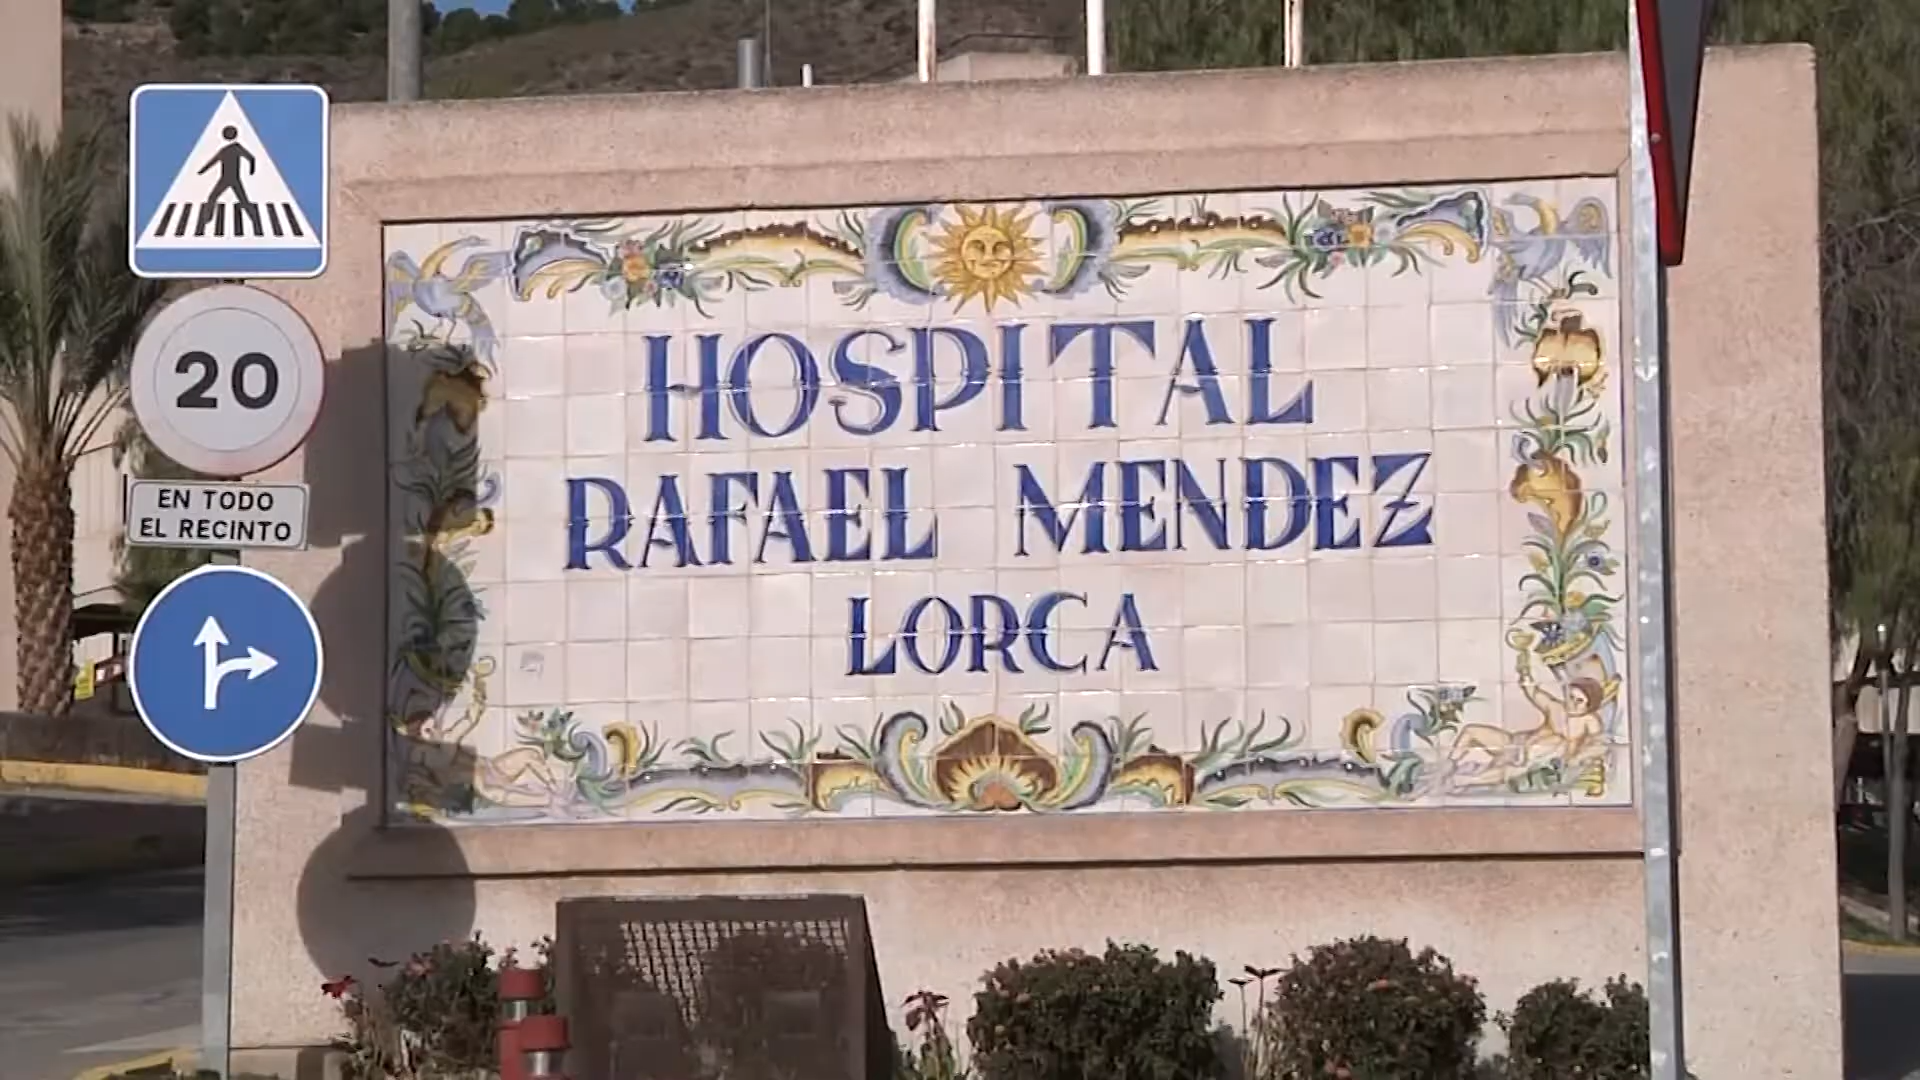 20
EN TODO
EL RECINTO
HOSPITAL
RAFAEL MENDEZ
LORCA